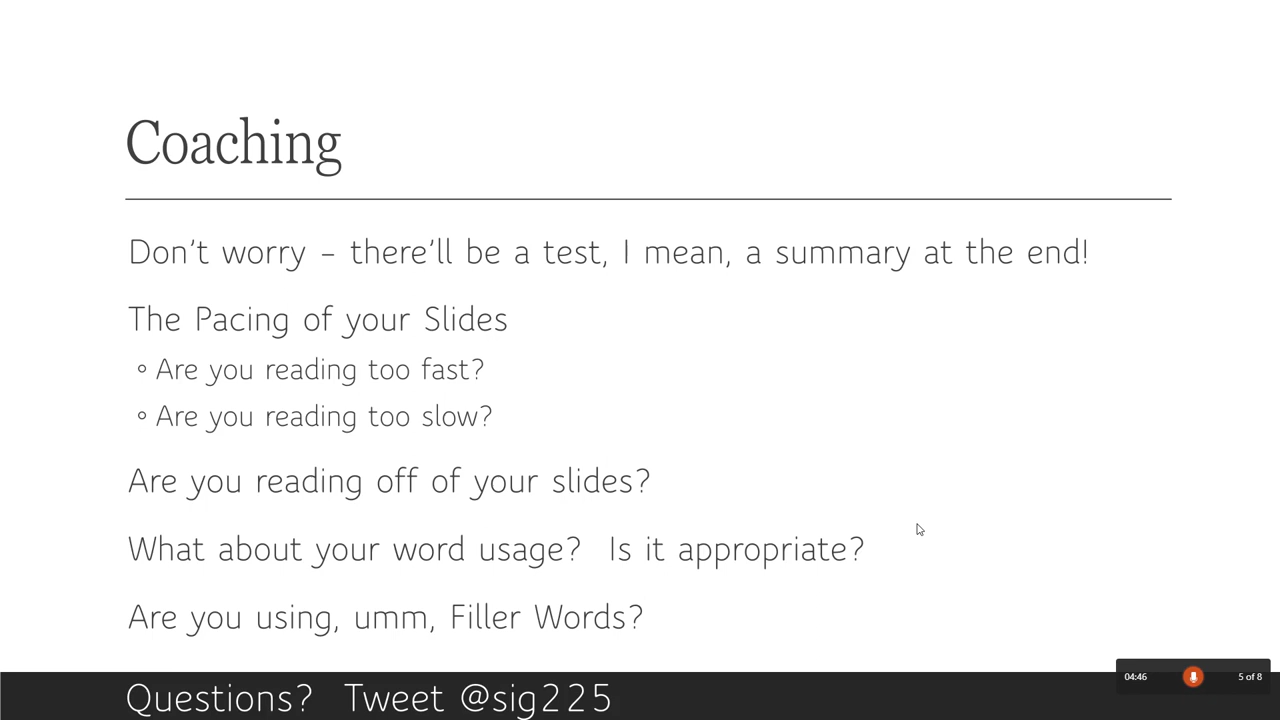 Coaching
Don't worry – there'll be a test, I mean, a summary at the end!
The Pacing of your Slides
◦ Are you reading too fast?
◦ Are you reading too slow?
Are you reading off of your slides?
What about your word usage?  Is it appropriate?
Are you using, umm, Filler Words?
Questions?  Tweet @sig225
04:46 5 of 8